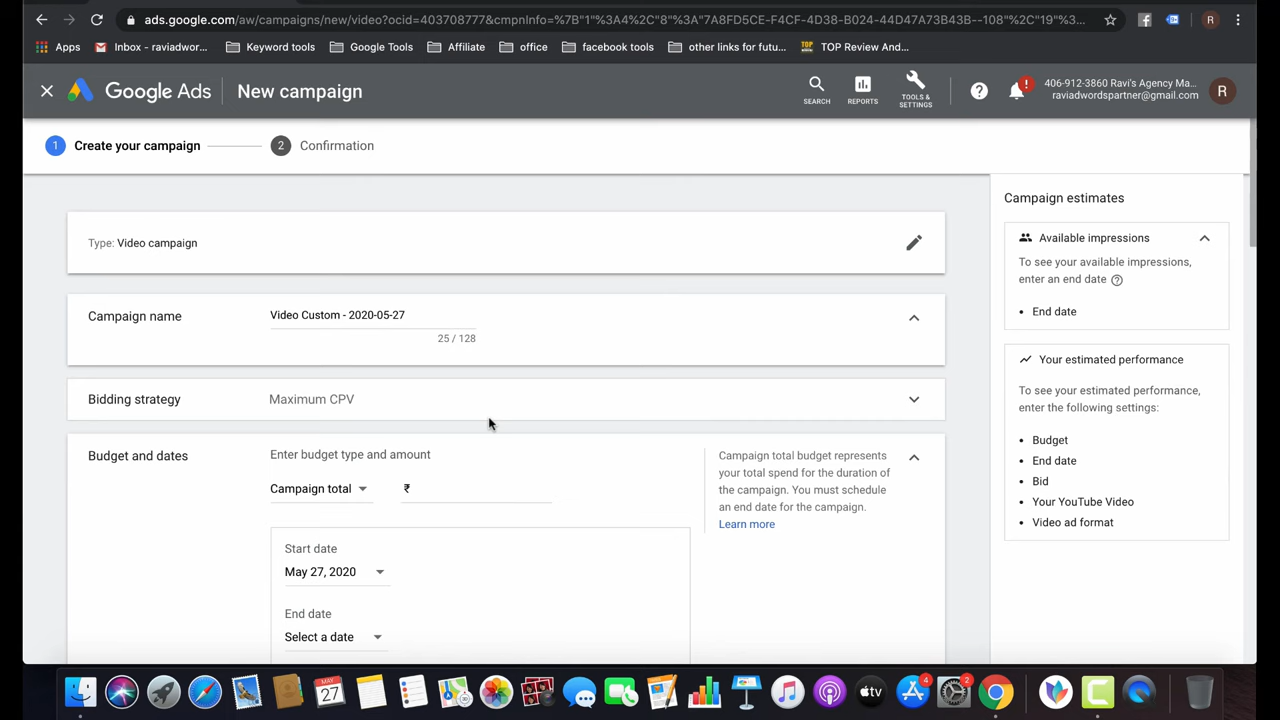 ads.google.com/aw/campaigns/new/video?ocid=403708777&cmpnInfo=%7B"1"%3A4%2C"8"%3A"7A8FD5CE-F4CF-4D38-B024-44D47A73B43B--108"%2C"19"%3...
R
Apps
Inbox - raviadwor...
Keyword tools
Google Tools
Affiliate
office
facebook tools
other links for futu...
TOP Review And...
Google Ads
New campaign
SEARCH
REPORTS
TOOLS &
SETTINGS
406-912-3860 Ravi's Agency Ma...
raviadwordspartner@gmail.com
R
1 Create your campaign
2 Confirmation
Type: Video campaign
Campaign name
Video Custom - 2020-05-27
25 / 128
Bidding strategy
Maximum CPV
Budget and dates
Enter budget type and amount
Campaign total
₹
Campaign total budget represents
your total spend for the duration of
the campaign. You must schedule
an end date for the campaign.
Learn more
Start date
May 27, 2020
End date
Select a date
Campaign estimates
Available impressions
To see your available impressions,
enter an end date
• End date
Your estimated performance
To see your estimated performance,
enter the following settings:
• Budget
• End date
• Bid
• Your YouTube Video
• Video ad format
MAY
27
tv
4
2